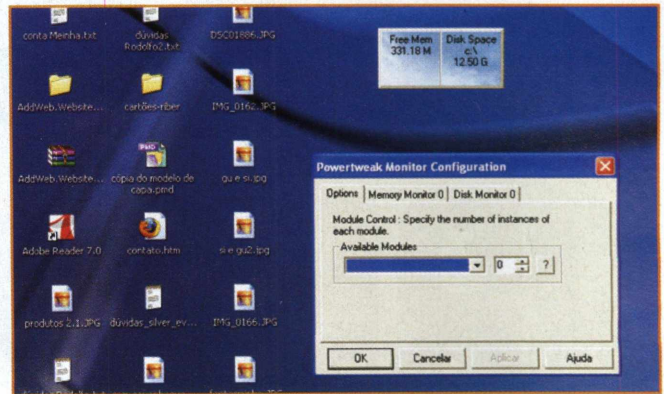 conta Meinha.txt
dúvidas
Rodolfo2.txt
DSC01886.JPG
AddWeb.Website...
cartões-riber
IMG_0162.JPG
AddWeb.Website...
cópia do modelo de
capa.pmd
gu e si.jpg
Adobe Reader 7.0
contato.htm
si e gu2.jpg
produtos 2.1.JPG
dúvidas_silver_ev...
IMG_0166.JPG
Free Mem
331.18 M
Disk Space
c:\
12.50 G
Powertweak Monitor Configuration
Options
Memory Monitor 0
Disk Monitor 0
Module Control : Specify the number of instances of
each module.
Available Modules
0
?
OK
Cancelar
Aplicar
Ajuda